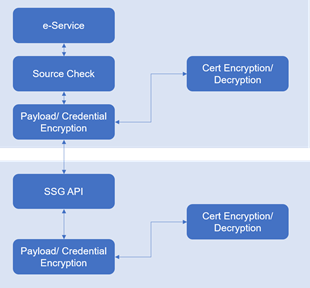 e-Service
Source Check
Cert Encryption/
Decryption
Payload/ Credential
Encryption
SSG API
Cert Encryption/
Decryption
Payload/ Credential
Encryption